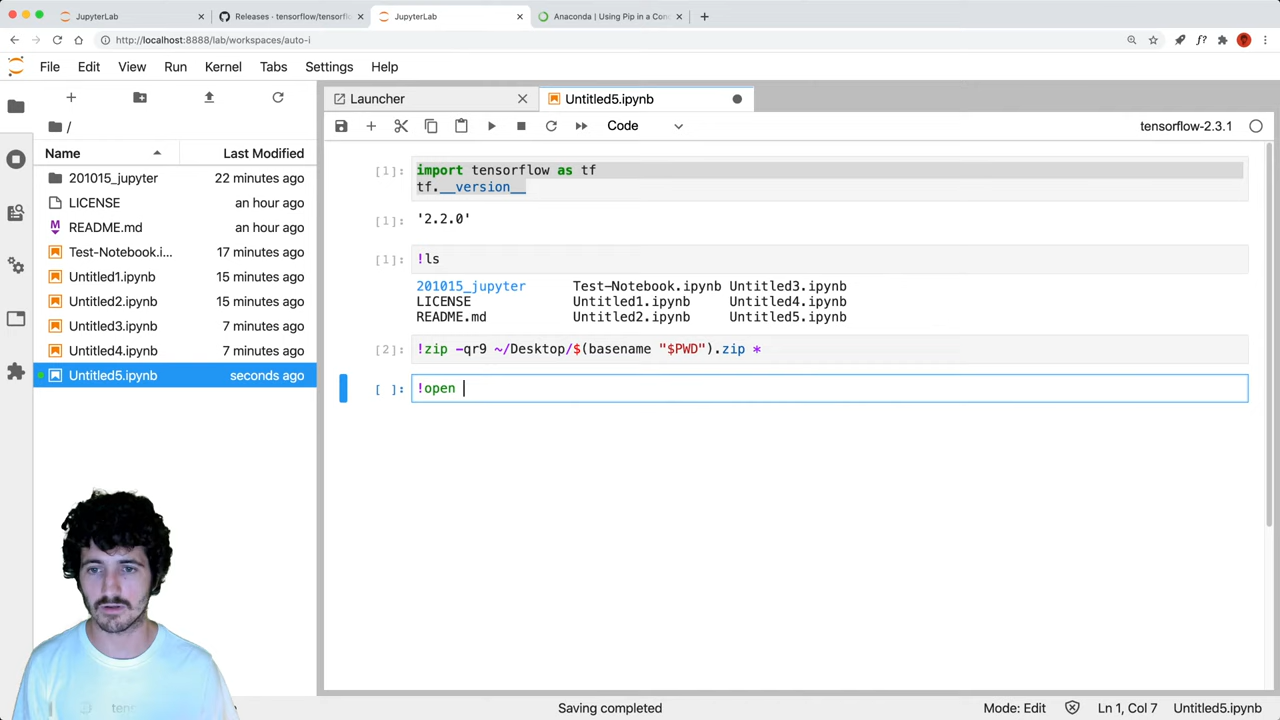 JupyterLab
Releases · tensorflow/tensorfl
JupyterLab
Anaconda | Using Pip in a Con
http://localhost:8888/lab/workspaces/auto-i
File Edit View Run Kernel Tabs Settings Help
Launcher
Untitled5.ipynb
/
Code
tensorflow-2.3.1
Name
Last Modified
201015_jupyter 22 minutes ago
LICENSE an hour ago
README.md an hour ago
Test-Notebook.i... 17 minutes ago
Untitled1.ipynb 15 minutes ago
Untitled2.ipynb 15 minutes ago
Untitled3.ipynb 7 minutes ago
Untitled4.ipynb 7 minutes ago
Untitled5.ipynb seconds ago
[1]: import tensorflow as tf
tf.__version__
[1]: '2.2.0'
[1]: !ls
201015_jupyter Test-Notebook.ipynb Untitled3.ipynb
LICENSE Untitled1.ipynb Untitled4.ipynb
README.md Untitled2.ipynb Untitled5.ipynb
[2]: !zip -qr9 ~/Desktop/$(basename "$PWD").zip *
[ ]: !open
Saving completed
Mode: Edit
Ln 1, Col 7
Untitled5.ipynb